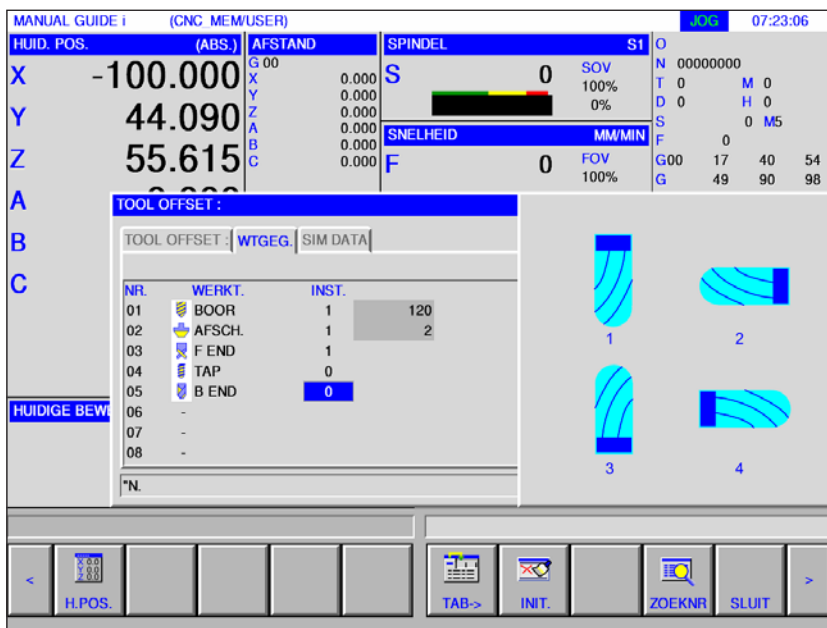 MANUAL GUIDE i (CNC_MEM/USER) JOG 07:23:06
HUID. POS. (ABS.)
X -100.000
Y 44.090
Z 55.615
A
B
C
AFSTAND
G 00
X 0.000
Y 0.000
Z 0.000
A 0.000
B 0.000
C 0.000
SPINDEL S1
S 0 SOV
100%
0%
SNELHEID MM/MIN
F 0 FOV
100%
O
N 00000000
T 0 M 0
D 0 H 0
S 0 M5
F 0
G00 17 40 54
G 49 90 98
TOOL OFFSET :
TOOL OFFSET : WTGEG. SIM DATA
NR. WERKT. INST.
01 BOOR 1 120
02 AFSCH. 1 2
03 F END 1
04 TAP 0
05 B END 0
06 -
07 -
08 -
"N.
1 2
3 4
HUIDIGE BEW
< H.POS. TAB-> INIT. ZOEKNR SLUIT >